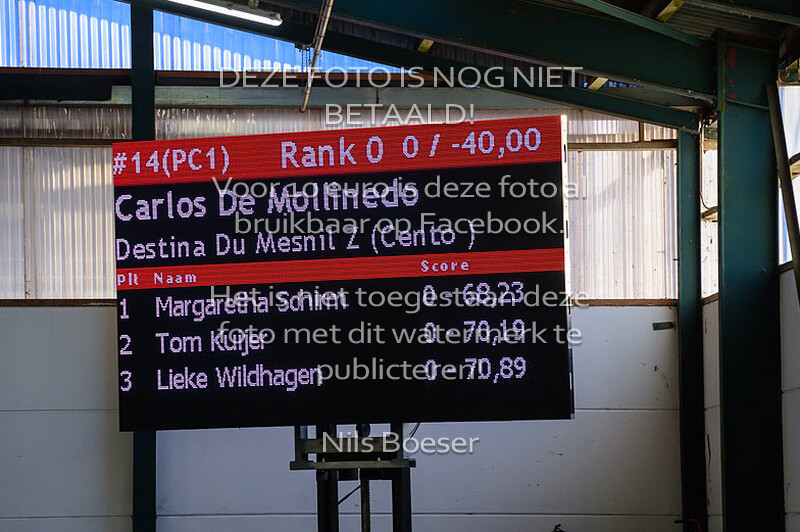 DEZE FOTO IS NOG NIET
BETAALD!
#14(PC1) Rank 0 0 / -40,00
Voor 10 euro is deze foto al
Carlos De Mollinedo
bruikbaar op Facebook.
Destina Du Mesnil Z (Cento )
Plt Naam Score
Het is niet toegestaan deze
1 Margaretha Schimt 0 - 68,23
foto met dit watermerk te
2 Tom Kuijer 0 - 70,19
publiceren!
3 Lieke Wildhagen 0 - 70,89
Nils Boeser